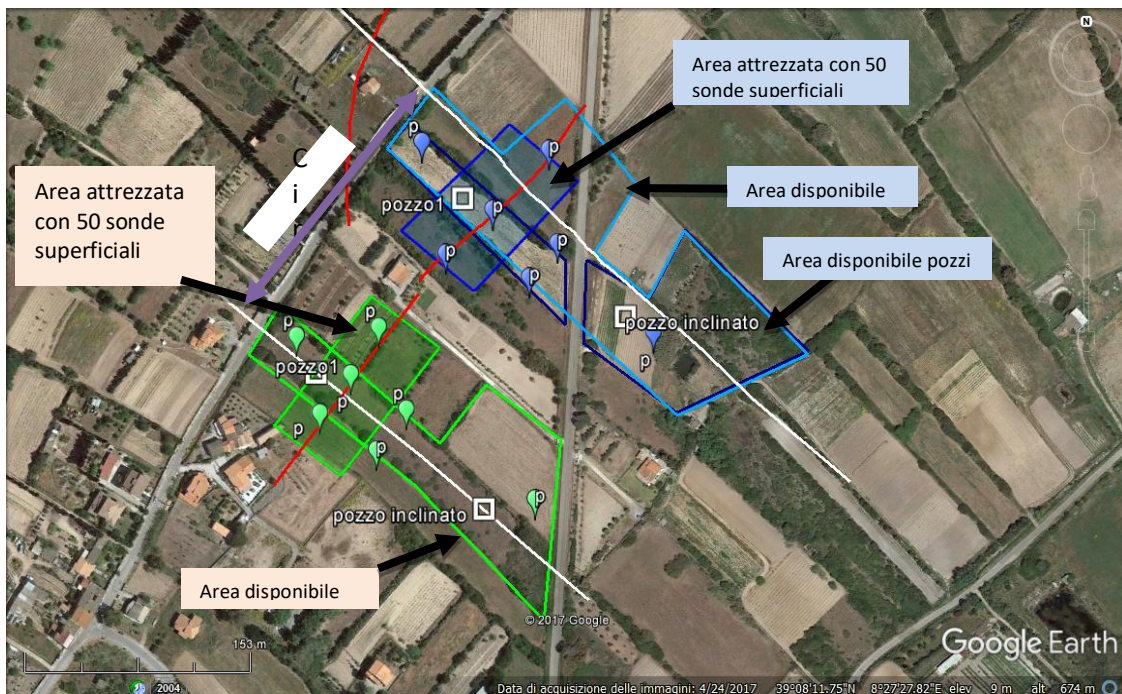 N
Area attrezzata con 50
sonde superficiali
p
p
C
i
Area attrezzata
con 50 sonde
superficiali
Area disponibile
pozzo1
p
p
p
Area disponibile pozzi
p
pozzo inclinato
p
p
p
pozzo1
p
p
p
p
p
pozzo inclinato
Area disponibile
© 2017 Google
Google Earth
153 m
2004
Data di acquisizione delle immagini: 4/24/2017 39°08'11.75"N 8°27'27.82"E elev 9 m alt 674 m